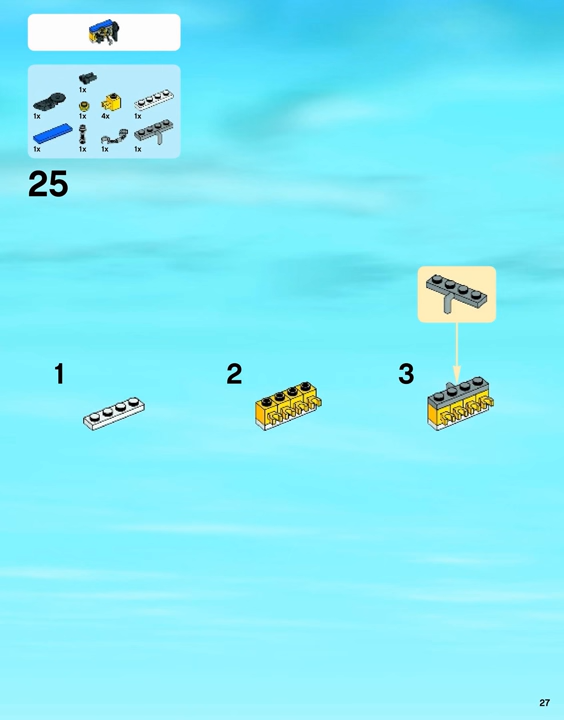 1x
1x 1x 4x 1x
1x 1x 1x 1x
25
1 2 3
27